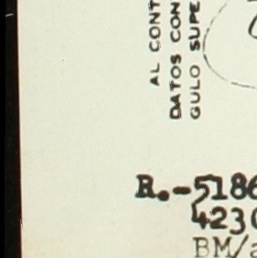 AL CONT
DATOS CON
GULO SUPE
R.-5186
4230
BM/a